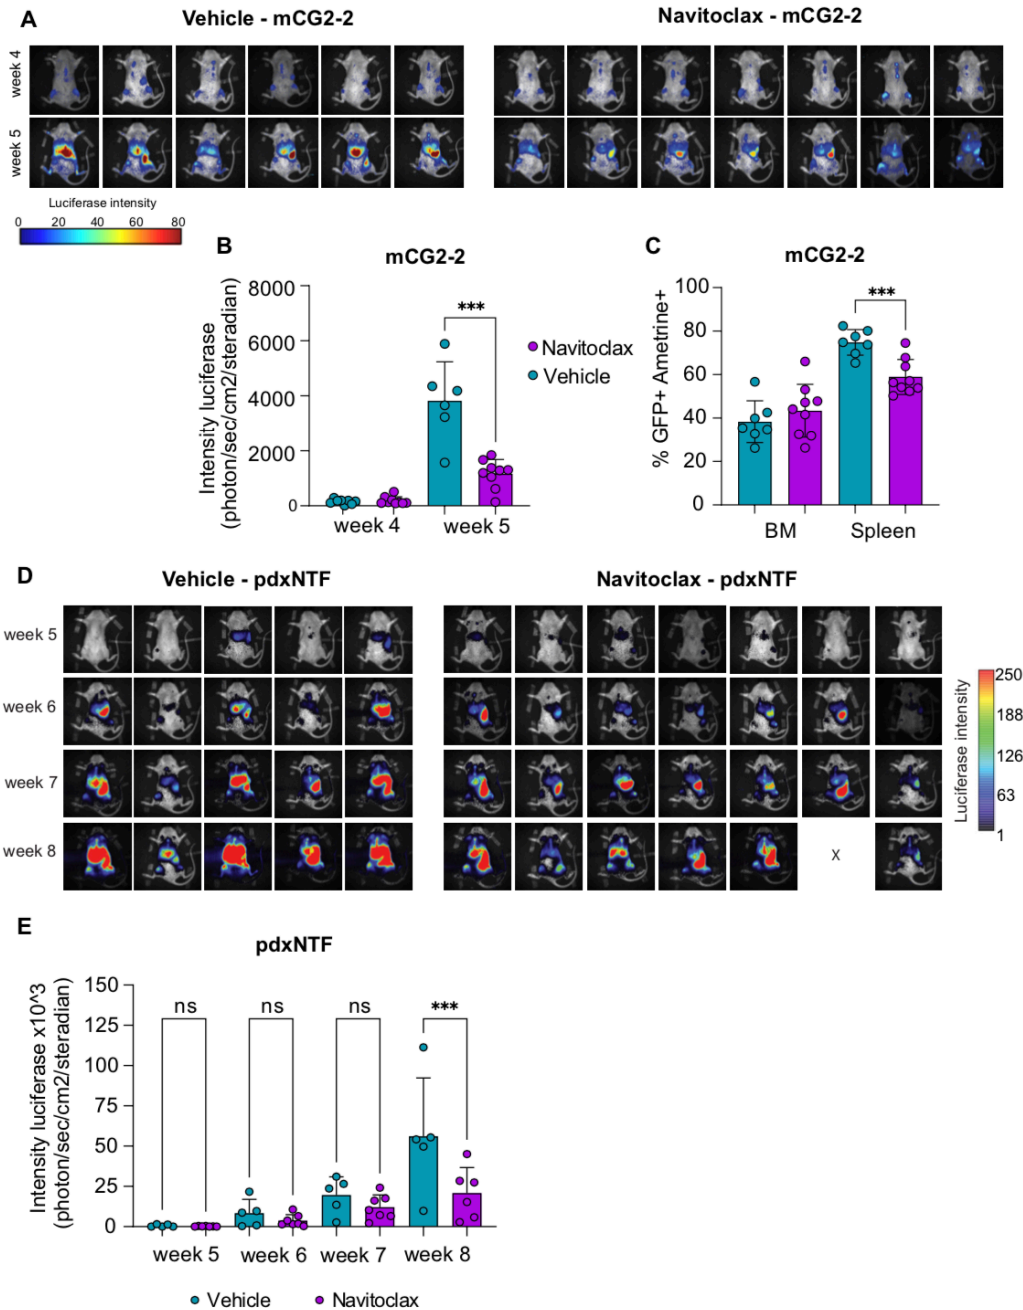 A
Vehicle - mCG2-2
Navitoclax - mCG2-2
week 4
week 5
Luciferase intensity
0 20 40 60 80
B
mCG2-2
Intensity luciferase
(photon/sec/cm2/steradian)
8000
6000
4000
2000
0
***
week 4 week 5
Navitoclax
Vehicle
C
mCG2-2
% GFP+ Ametrine+
100
80
60
40
20
0
***
BM Spleen
D
Vehicle - pdxNTF
Navitoclax - pdxNTF
week 5
week 6
week 7
week 8
X
Luciferase intensity
250
188
126
63
1
E
pdxNTF
Intensity luciferase x10^3
(photon/sec/cm2/steradian)
150
125
100
75
50
25
0
ns ns ns ***
week 5 week 6 week 7 week 8
Vehicle Navitoclax